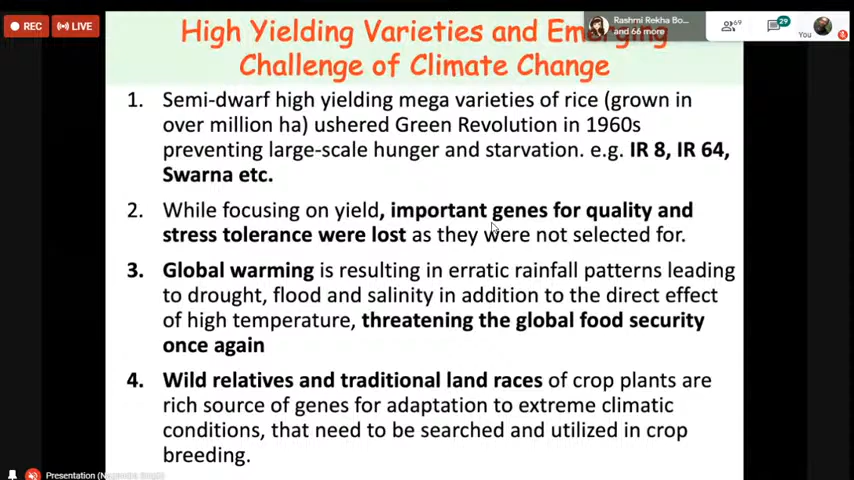 REC
LIVE
Rashmi Rekha Bo...
and 66 more
69
29
You
High Yielding Varieties and Emerging
Challenge of Climate Change
1. Semi-dwarf high yielding mega varieties of rice (grown in
over million ha) ushered Green Revolution in 1960s
preventing large-scale hunger and starvation. e.g. IR 8, IR 64,
Swarna etc.
2. While focusing on yield, important genes for quality and
stress tolerance were lost as they were not selected for.
3. Global warming is resulting in erratic rainfall patterns leading
to drought, flood and salinity in addition to the direct effect
of high temperature, threatening the global food security
once again
4. Wild relatives and traditional land races of crop plants are
rich source of genes for adaptation to extreme climatic
conditions, that need to be searched and utilized in crop
breeding.
Presentation